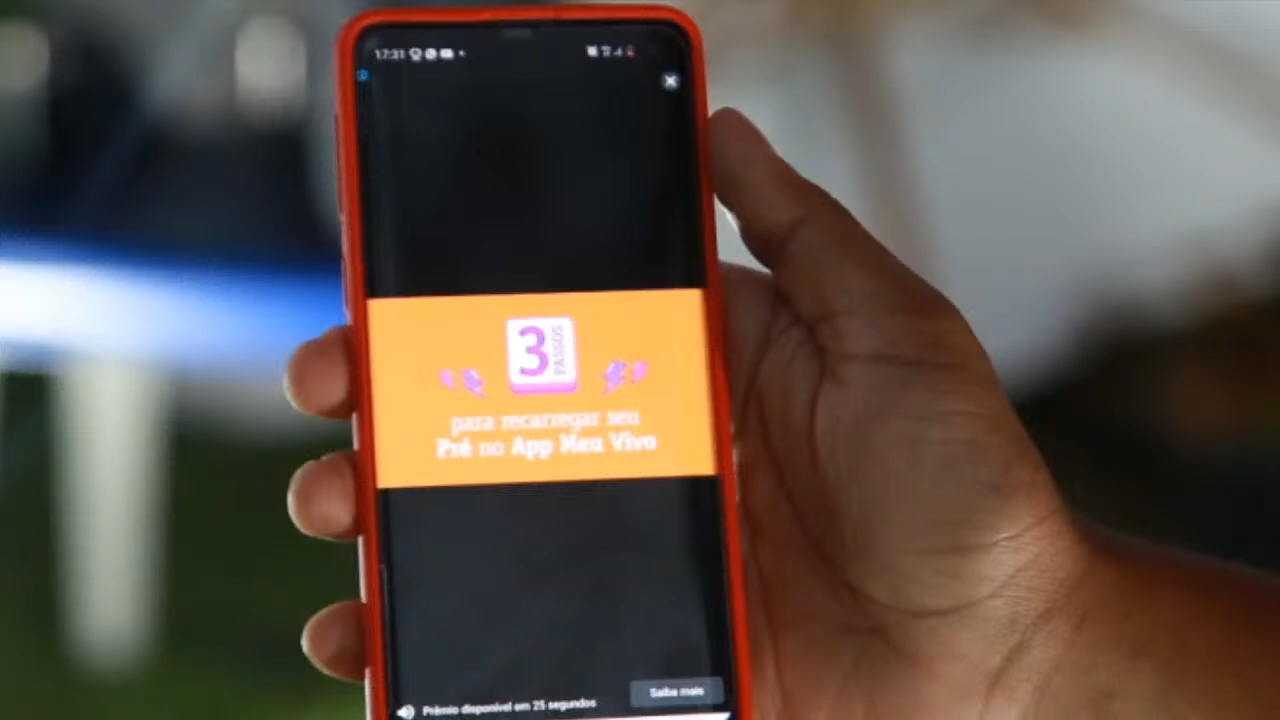 17:31
3
PASSOS
para recarregar seu
Pré no App Meu Vivo
Saiba mais
Prêmio disponível em 25 segundos